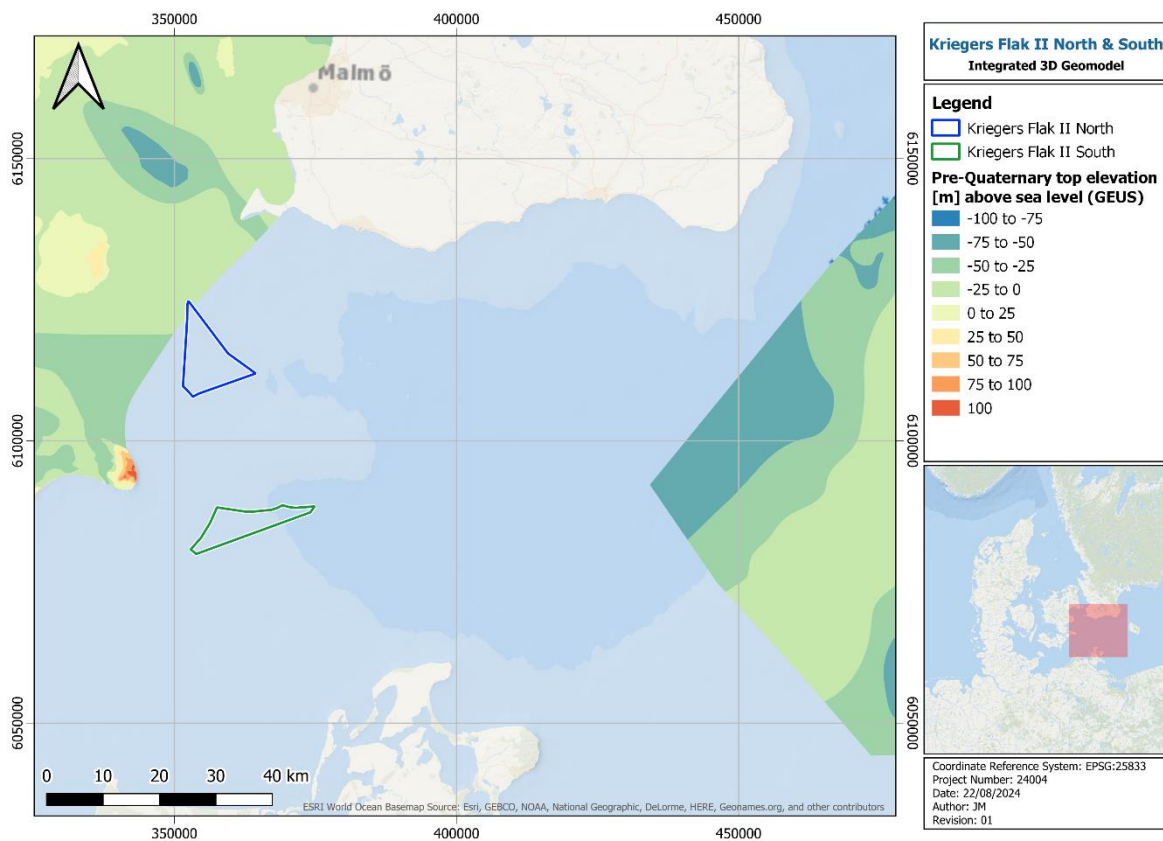 350000
400000
450000
Malmö
6150000
6100000
6050000
6150000
6100000
6050000
0 10 20 30 40 km
ESRI World Ocean Basemap Source: Esri, GEBCO, NOAA, National Geographic, DeLorme, HERE, Geonames.org, and other contributors
350000
400000
450000
Kriegers Flak II North & South
Integrated 3D Geomodel
Legend
Kriegers Flak II North
Kriegers Flak II South
Pre-Quaternary top elevation
[m] above sea level (GEUS)
-100 to -75
-75 to -50
-50 to -25
-25 to 0
0 to 25
25 to 50
50 to 75
75 to 100
100
Coordinate Reference System: EPSG:25833
Project Number: 24004
Date: 22/08/2024
Author: JM
Revision: 01